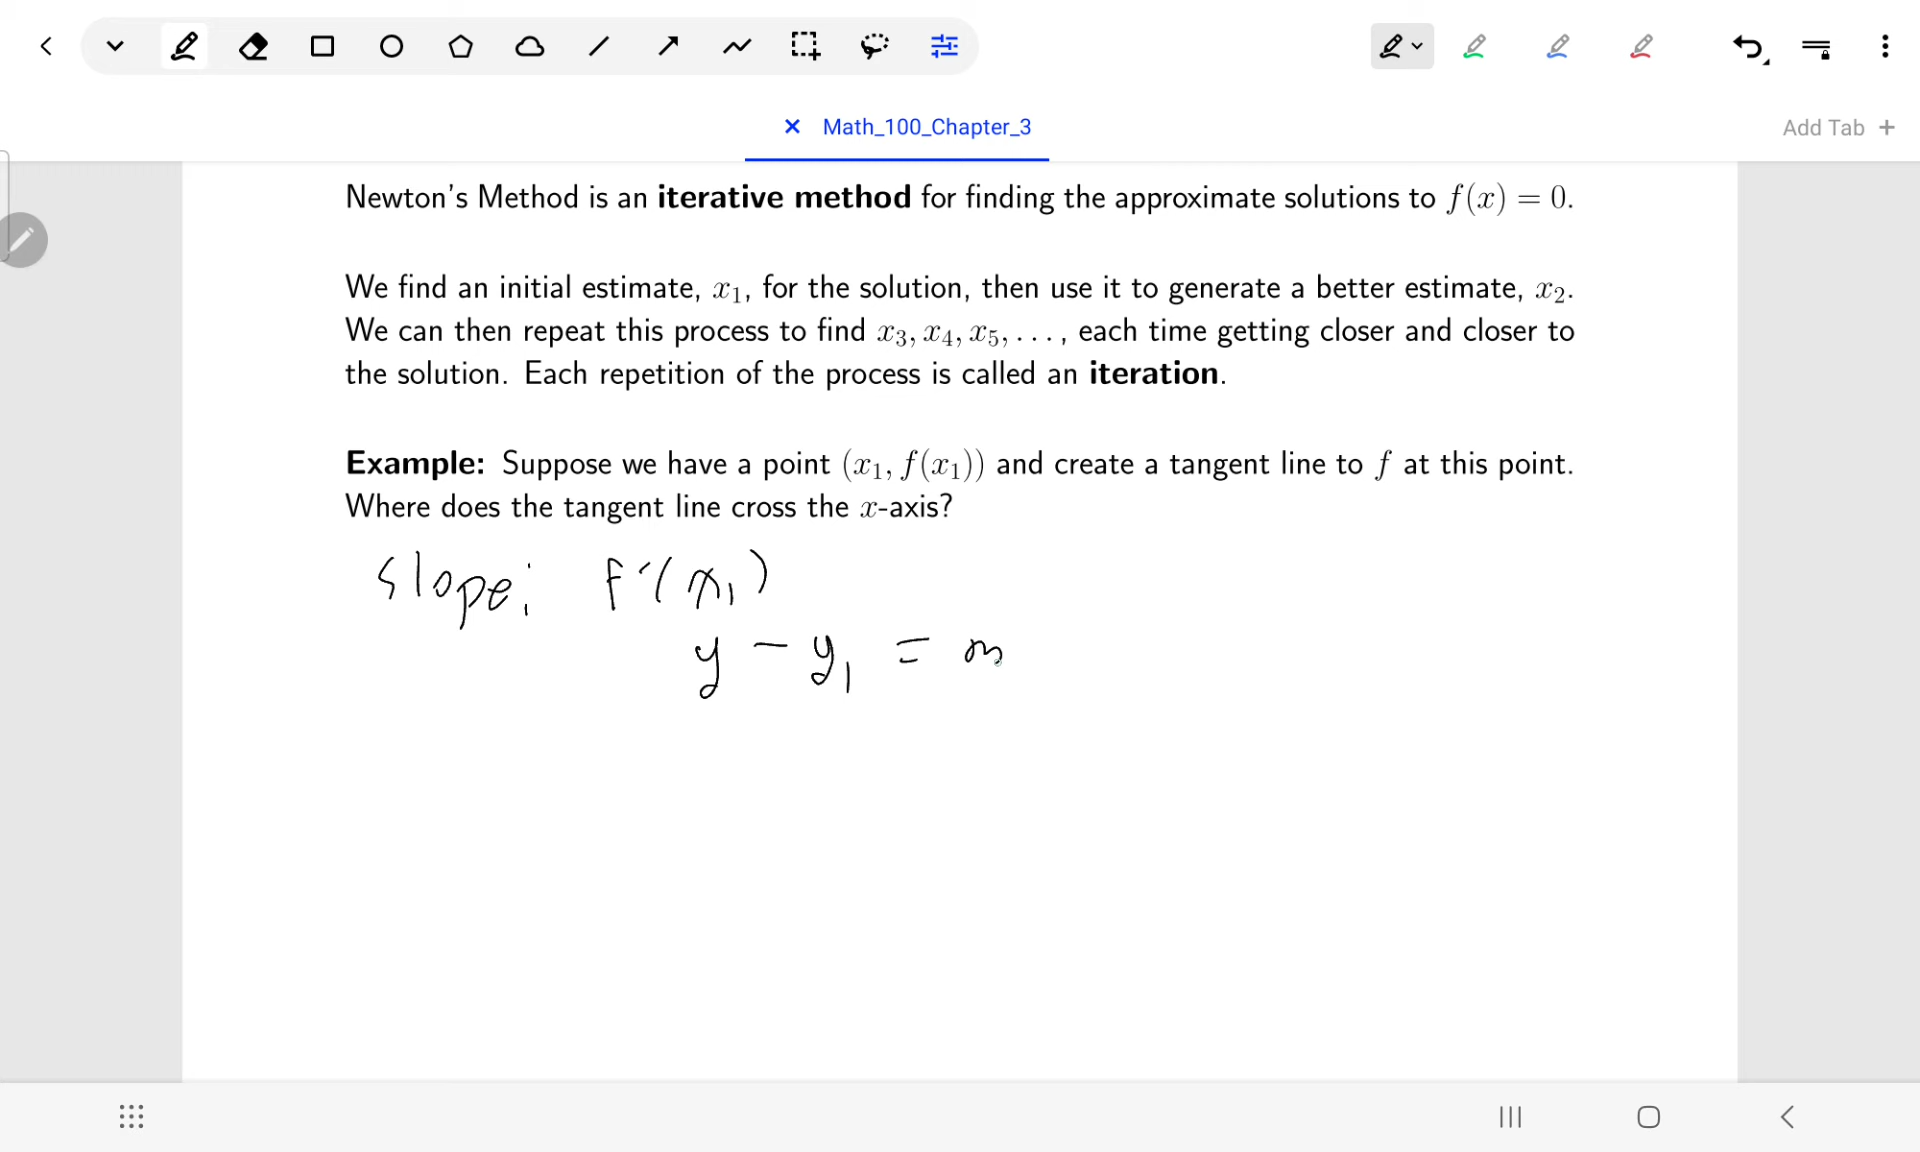 Math_100_Chapter_3
Add Tab +
Newton's Method is an iterative method for finding the approximate solutions to f(x) = 0.
We find an initial estimate, x₁, for the solution, then use it to generate a better estimate, x₂.
We can then repeat this process to find x₃, x₄, x₅, . . . , each time getting closer and closer to
the solution. Each repetition of the process is called an iteration.
Example: Suppose we have a point (x₁, f(x₁)) and create a tangent line to f at this point.
Where does the tangent line cross the x-axis?
slope: f'(x₁)
y − y₁ = m